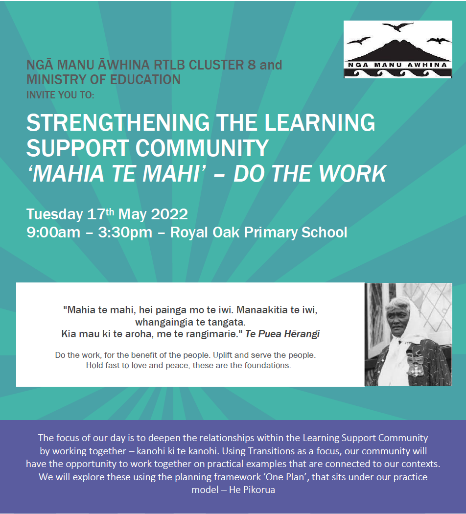 NGA MANU AWHINA
NGĀ MANU ĀWHINA RTLB CLUSTER 8 and
MINISTRY OF EDUCATION
INVITE YOU TO:
STRENGTHENING THE LEARNING
SUPPORT COMMUNITY
‘MAHIA TE MAHI’ – DO THE WORK
Tuesday 17th May 2022
9:00am – 3:30pm – Royal Oak Primary School
"Mahia te mahi, hei painga mo te iwi. Manaakitia te iwi,
whangaingia te tangata.
Kia mau ki te aroha, me te rangimarie." Te Puea Hērangi
Do the work, for the benefit of the people. Uplift and serve the people.
Hold fast to love and peace, these are the foundations.
The focus of our day is to deepen the relationships within the Learning Support Community
by working together – kanohi ki te kanohi. Using Transitions as a focus, our community will
have the opportunity to work together on practical examples that are connected to our contexts.
We will explore these using the planning framework ‘One Plan’, that sits under our practice
model – He Pikorua